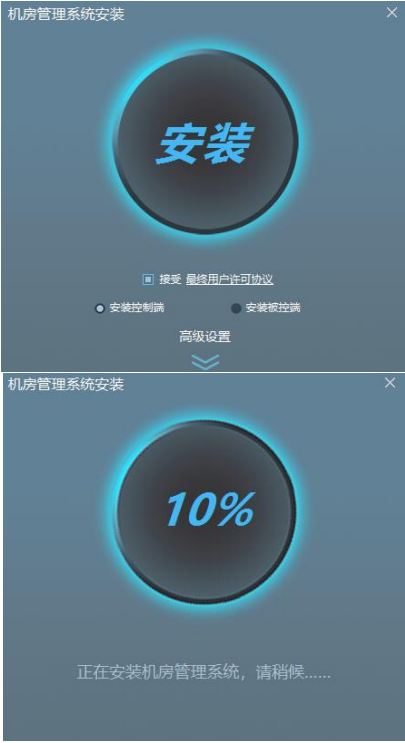 机房管理系统安装
安装
接受 最终用户许可协议
安装控制端 安装被控端
高级设置
机房管理系统安装
10%
正在安装机房管理系统，请稍候......